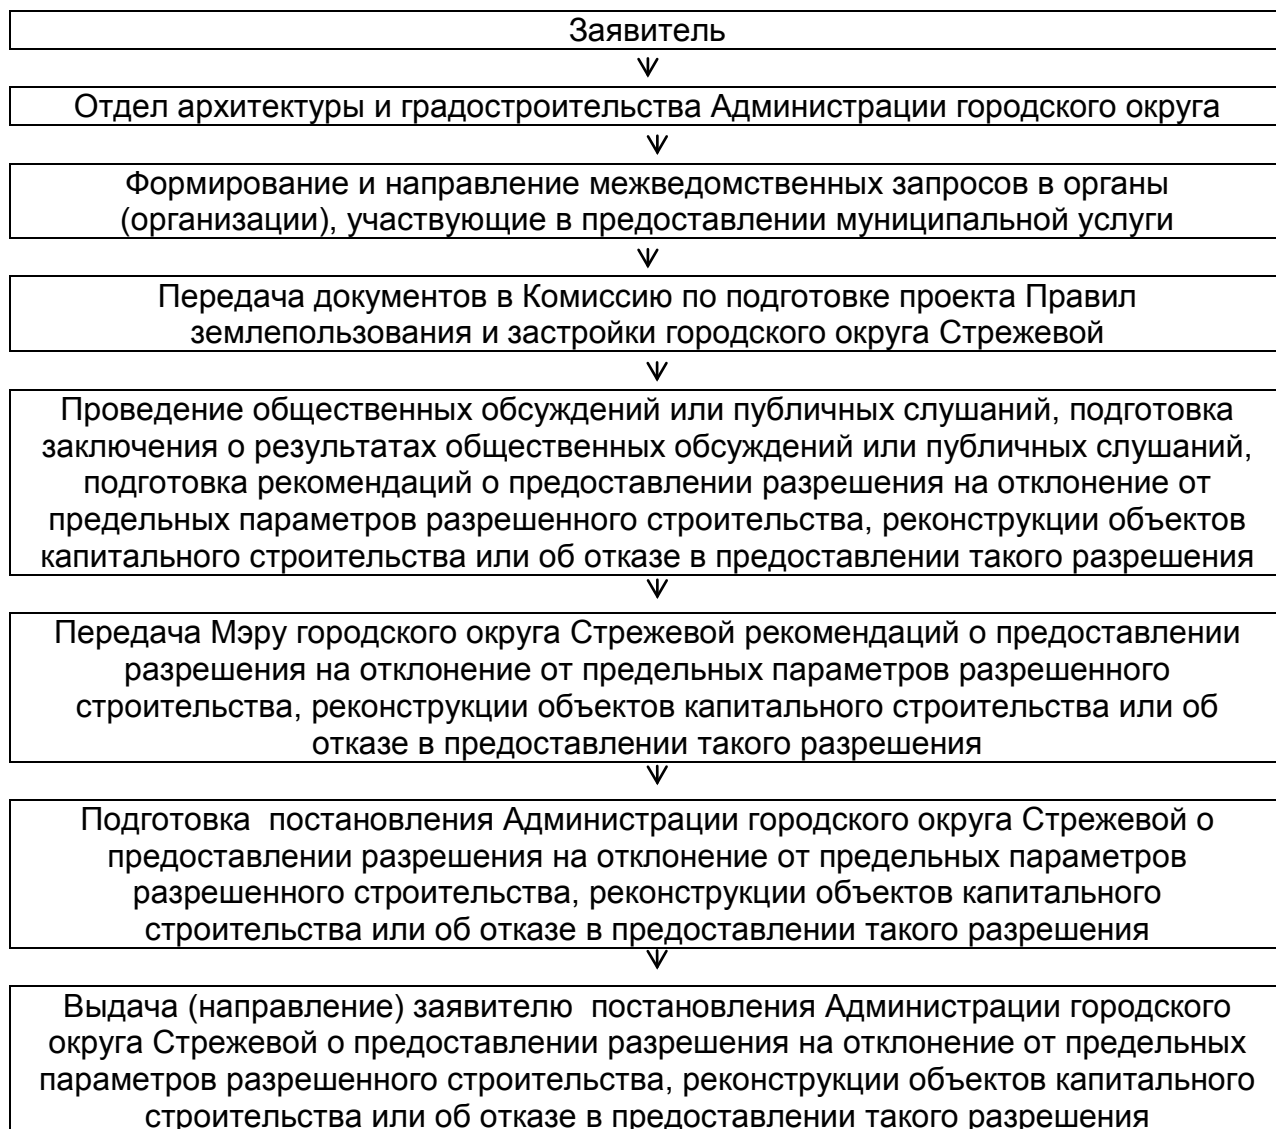 Заявитель
Отдел архитектуры и градостроительства Администрации городского округа
Формирование и направление межведомственных запросов в органы
(организации), участвующие в предоставлении муниципальной услуги
Передача документов в Комиссию по подготовке проекта Правил
землепользования и застройки городского округа Стрежевой
Проведение общественных обсуждений или публичных слушаний, подготовка
заключения о результатах общественных обсуждений или публичных слушаний,
подготовка рекомендаций о предоставлении разрешения на отклонение от
предельных параметров разрешенного строительства, реконструкции объектов
капитального строительства или об отказе в предоставлении такого разрешения
Передача Мэру городского округа Стрежевой рекомендаций о предоставлении
разрешения на отклонение от предельных параметров разрешенного
строительства, реконструкции объектов капитального строительства или об
отказе в предоставлении такого разрешения
Подготовка постановления Администрации городского округа Стрежевой о
предоставлении разрешения на отклонение от предельных параметров
разрешенного строительства, реконструкции объектов капитального
строительства или об отказе в предоставлении такого разрешения
Выдача (направление) заявителю постановления Администрации городского
округа Стрежевой о предоставлении разрешения на отклонение от предельных
параметров разрешенного строительства, реконструкции объектов капитального
строительства или об отказе в предоставлении такого разрешения